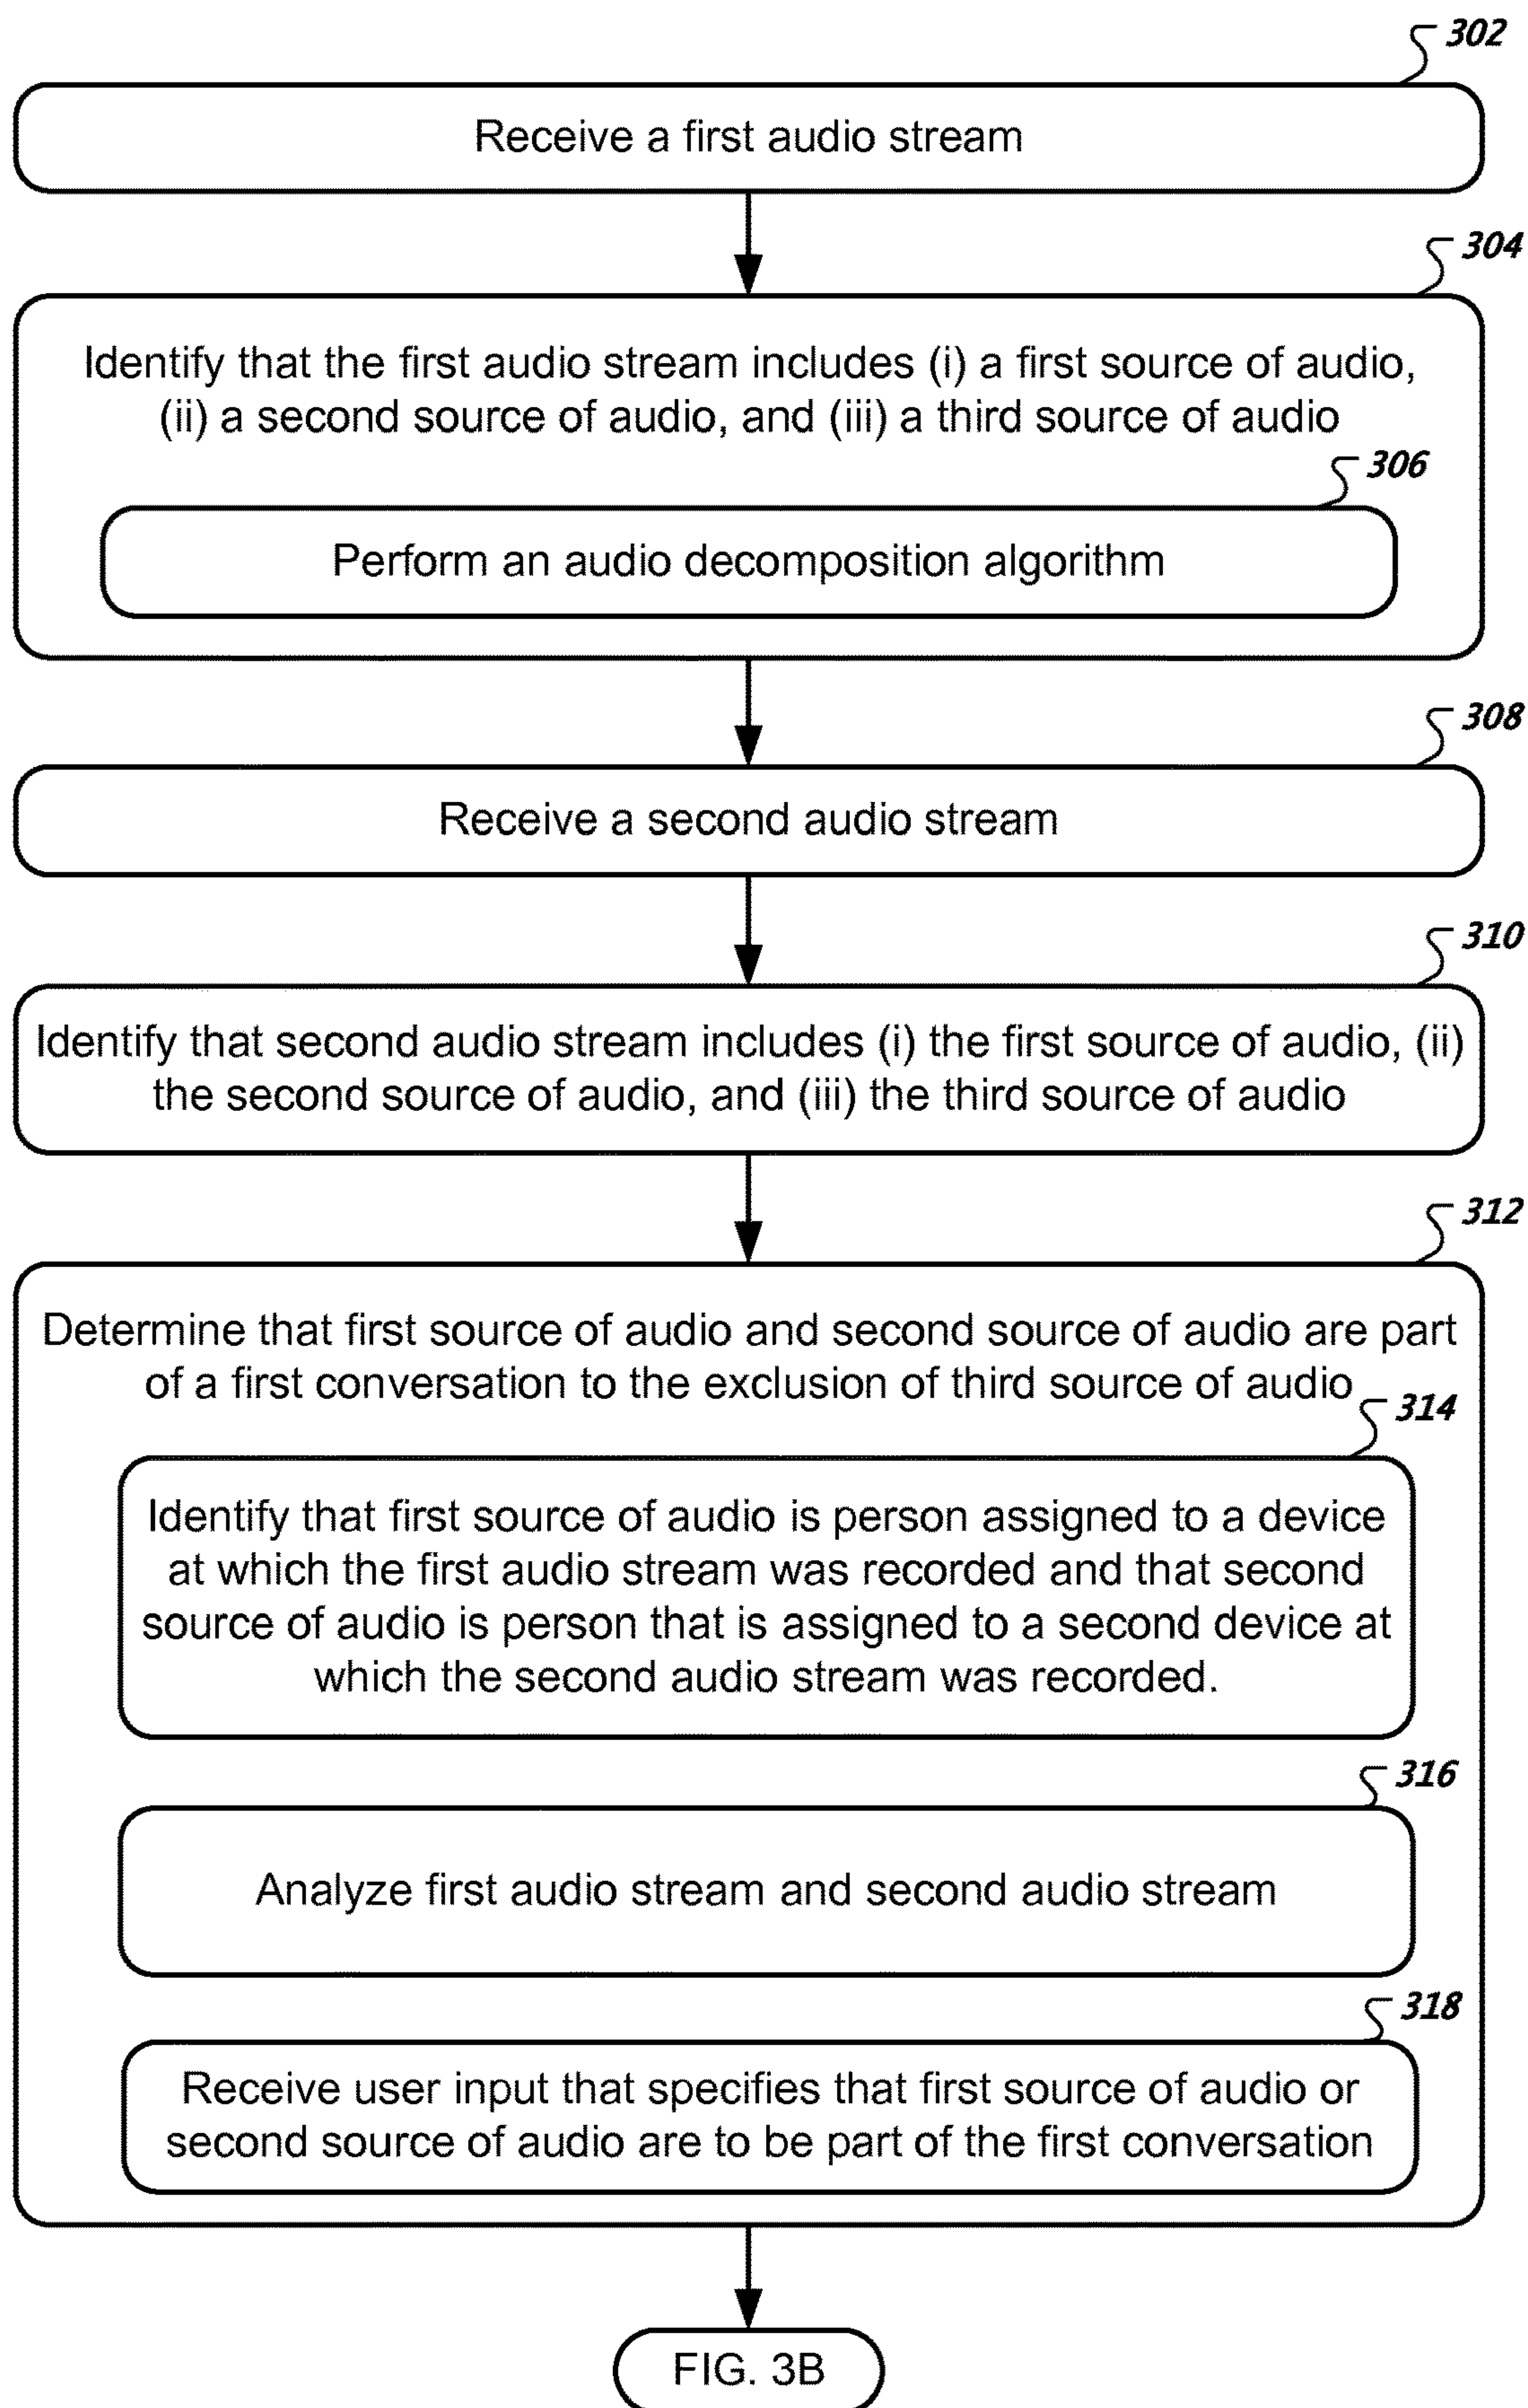 302
Receive a first audio stream
304
Identify that the first audio stream includes (i) a first source of audio,
(ii) a second source of audio, and (iii) a third source of audio
306
Perform an audio decomposition algorithm
308
Receive a second audio stream
310
Identify that second audio stream includes (i) the first source of audio, (ii)
the second source of audio, and (iii) the third source of audio
312
Determine that first source of audio and second source of audio are part
of a first conversation to the exclusion of third source of audio
314
Identify that first source of audio is person assigned to a device
at which the first audio stream was recorded and that second
source of audio is person that is assigned to a second device at
which the second audio stream was recorded.
316
Analyze first audio stream and second audio stream
318
Receive user input that specifies that first source of audio or
second source of audio are to be part of the first conversation
FIG. 3B